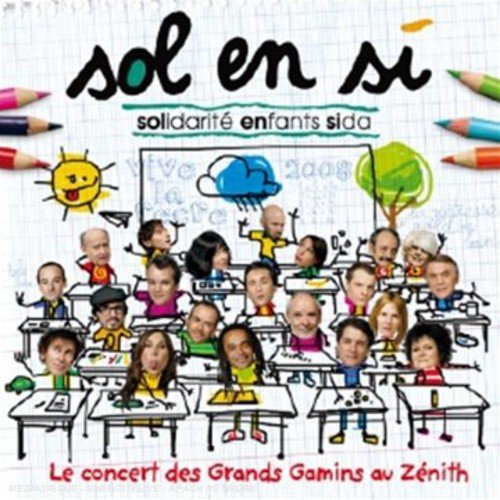 sol en si
solidarité enfants sida
vive 2008
la
Le concert des Grands Gamins au Zénith